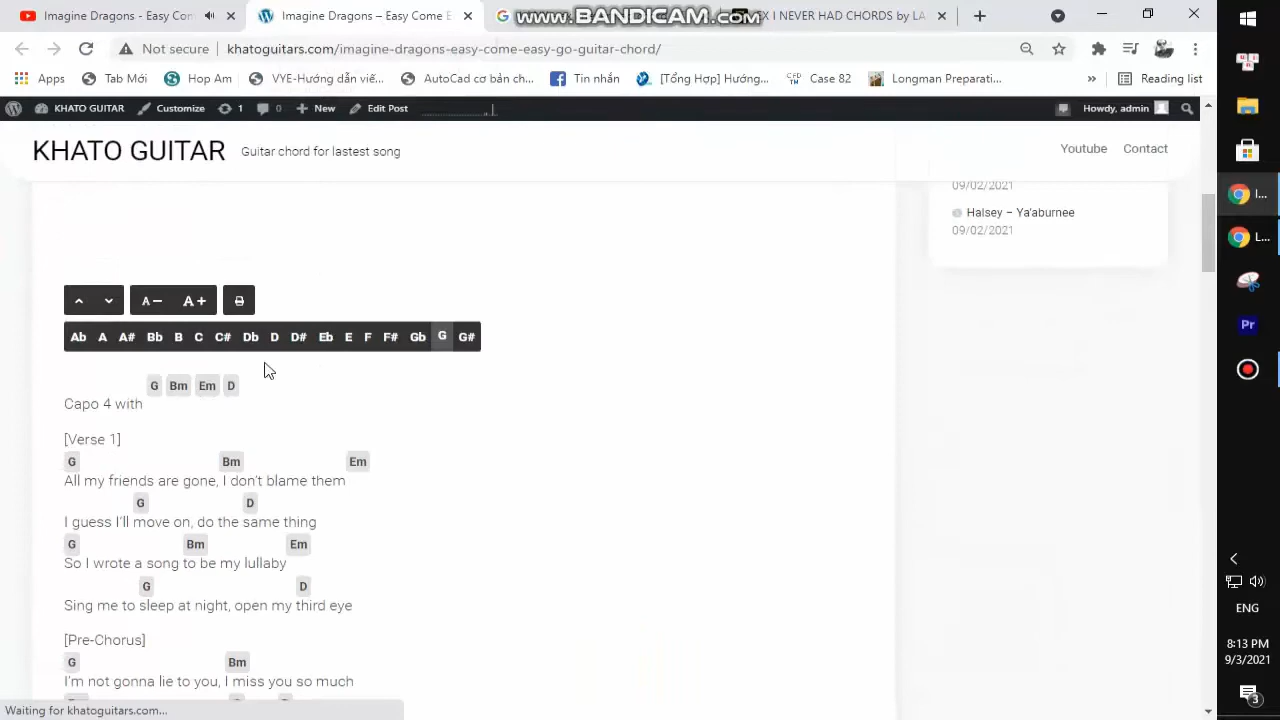 Imagine Dragons - Easy Com
Imagine Dragons – Easy Come E
www.BANDICAM.com
X I NEVER HAD CHORDS by LA
Not secure
khatoguitars.com/imagine-dragons-easy-come-easy-go-guitar-chord/
Apps
Tab Mới
Hop Am
VYE-Hướng dẫn viế...
AutoCad cơ bản ch...
Tin nhắn
[Tổng Hợp] Hướng...
Case 82
Longman Preparati...
»
Reading list
KHATO GUITAR
Customize
1
0
New
Edit Post
Howdy, admin
KHATO GUITAR
Guitar chord for lastest song
Youtube
Contact
09/02/2021
Halsey – Ya'aburnee
09/02/2021
A−
A+
Ab A A# Bb B C C# Db D D# Eb E F F# Gb G G#
G Bm Em D
Capo 4 with
[Verse 1]
G Bm Em
All my friends are gone, I don't blame them
G D
I guess I'll move on, do the same thing
G Bm Em
So I wrote a song to be my lullaby
G D
Sing me to sleep at night, open my third eye
[Pre-Chorus]
G Bm
I'm not gonna lie to you, I miss you so much
Waiting for khatoguitars.com...
I...
L...
Pr
ENG
8:13 PM
9/3/2021
3